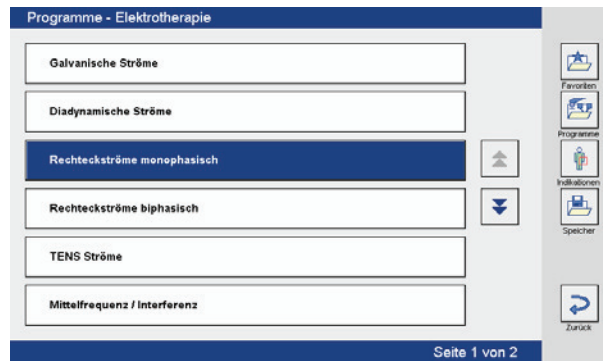 Programme - Elektrotherapie
Galvanische Ströme
Diadynamische Ströme
Rechteckströme monophasisch
Rechteckströme biphasisch
TENS Ströme
Mittelfrequenz / Interferenz
Seite 1 von 2
Favoriten
Programme
Indikationen
Speicher
Zurück